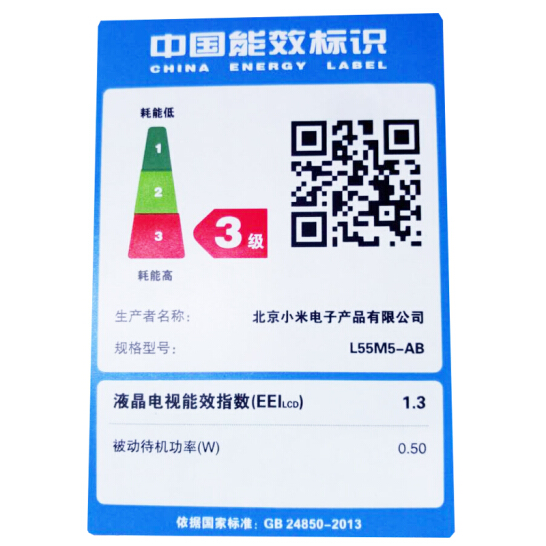 中国能效标识
CHINA ENERGY LABEL
耗能低
1
2
3
3级
耗能高
生产者名称: 北京小米电子产品有限公司
规格型号: L55M5-AB
液晶电视能效指数(EEILCD) 1.3
被动待机功率(W) 0.50
依据国家标准: GB 24850-2013